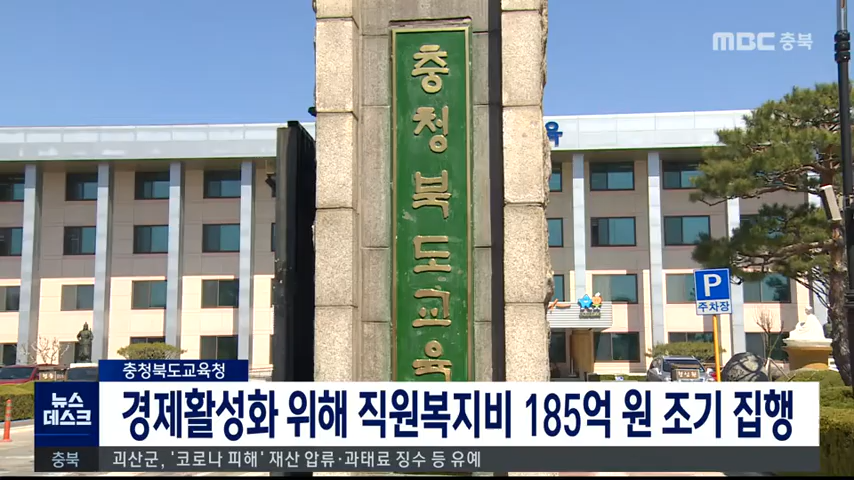 MBC 충북
충청북도교육
육
P
주차장
충청북도교육청
뉴스
데스크
경제활성화 위해 직원복지비 185억 원 조기 집행
충북
괴산군, '코로나 피해' 재산 압류·과태료 징수 등 유예